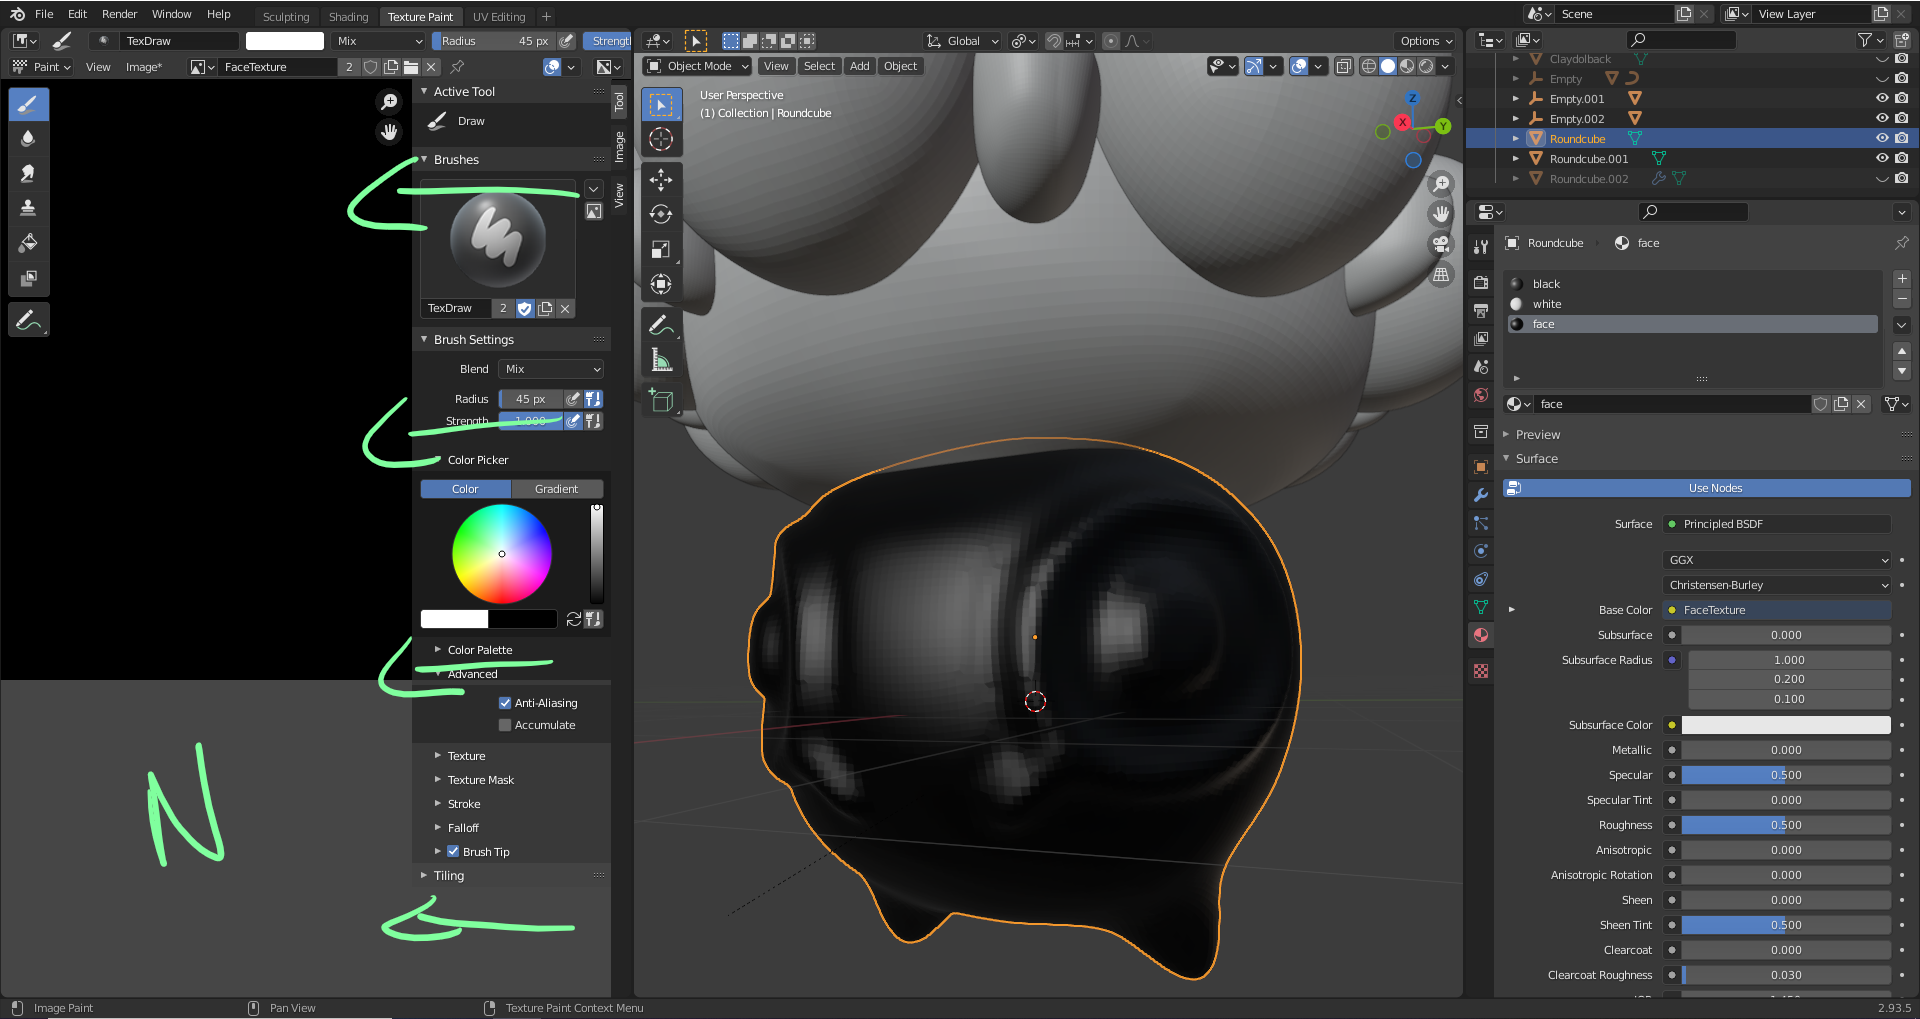 File Edit Render Window Help Sculpting Shading Texture Paint UV Editing + Scene View Layer
TexDraw Mix Radius 45 px Strengt Global Options
Paint View Image* FaceTexture 2 Object Mode View Select Add Object
Active Tool
Draw
Brushes
TexDraw 2
Brush Settings
Blend Mix
Radius 45 px
Strength 1.000
Color Picker
Color Gradient
Color Palette
Advanced
Anti-Aliasing
Accumulate
Texture
Texture Mask
Stroke
Falloff
Brush Tip
Tiling
Tool
Image
View
N
User Perspective
(1) Collection | Roundcube
Z
X
Y
Claydolback
Empty
Empty.001
Empty.002
Roundcube
Roundcube.001
Roundcube.002
Roundcube face
black
white
face
face
Preview
Surface
Use Nodes
Surface Principled BSDF
GGX
Christensen-Burley
Base Color FaceTexture
Subsurface 0.000
Subsurface Radius 1.000
0.200
0.100
Subsurface Color
Metallic 0.000
Specular 0.500
Specular Tint 0.000
Roughness 0.500
Anisotropic 0.000
Anisotropic Rotation 0.000
Sheen 0.000
Sheen Tint 0.500
Clearcoat 0.000
Clearcoat Roughness 0.030
Image Paint Pan View Texture Paint Context Menu 2.93.5